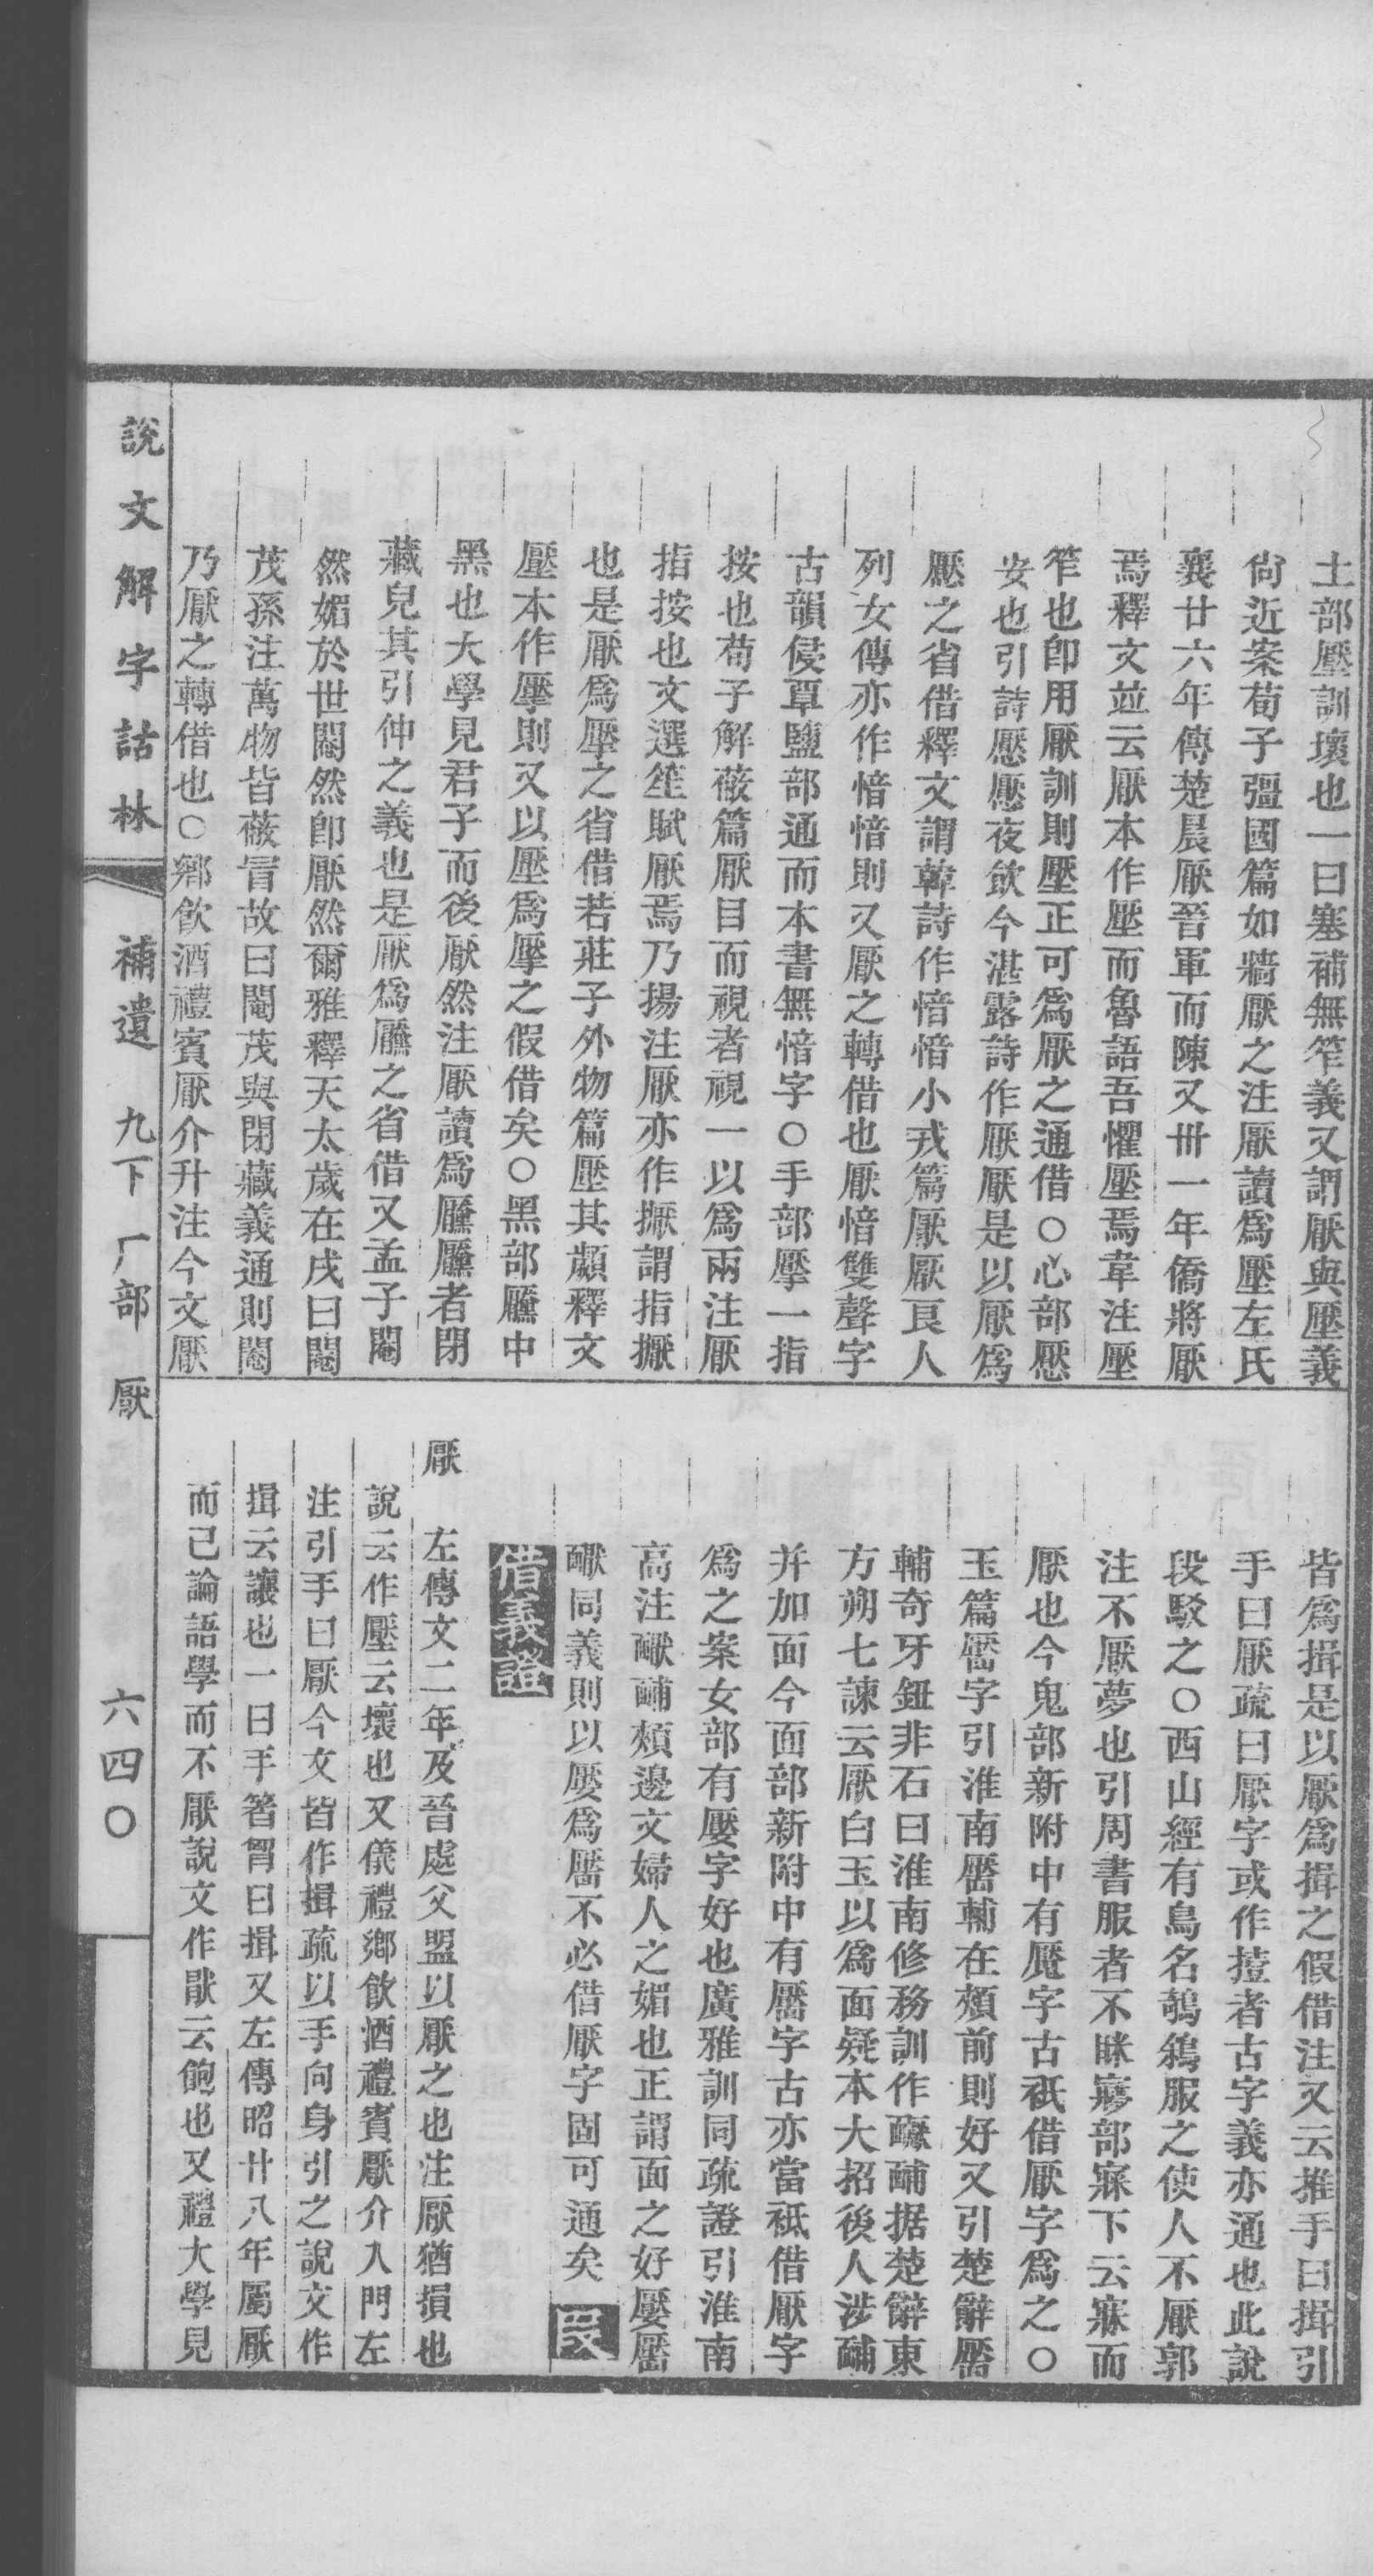 土部壓訓壞也一曰塞補無笮義又謂厭與壓義
尙近案荀子彊國篇如牆厭之注厭讀爲壓左氏
襄廿六年傳楚晨厭晉軍而陳又卅一年僑將厭
焉釋文並云厭本作壓而魯語吾懼壓焉韋注壓
笮也卽用厭訓則壓正可爲厭之通借○心部懕
安也引詩懕懕夜飮今湛露詩作厭厭是以厭爲
懕之省借釋文謂韓詩作愔愔小戎篇厭厭良人
列女傳亦作愔愔則又厭之轉借也厭愔雙聲字
古韻侵覃鹽部通而本書無愔字○手部擪一指
按也荀子解蔽篇厭目而視者視一以爲兩注厭
指按也文選笙賦厭焉乃揚注厭亦作擫謂指擫
也是厭爲擪之省借若莊子外物篇壓其顪釋文
壓本作擪則又以壓爲擪之假借矣○黑部黶中
黑也大學見君子而後厭然注厭讀爲黶黶者閉
藏皃其引伸之義也是厭爲黶之省借又孟子閹
然媚於世閹然卽厭然爾雅釋天太歲在戌曰閹
茂孫注萬物皆蔽冒故曰閹茂與閉藏義通則閹
乃厭之轉借也○鄉飮酒禮賓厭介升注今文厭
皆爲揖是以厭爲揖之假借注又云推手曰揖引
手曰厭疏曰厭字或作撎者古字義亦通也此說
段駁之○西山經有鳥名鵸鵌服之使人不厭郭
注不厭夢也引周書服者不眯寢部寐下云寐而
厭也今鬼部新附中有魘字古祇借厭字爲之○
玉篇靨字引淮南靨輔在頰前則好又引楚辭靨
輔奇牙鈕非石曰淮南修務訓作䤙酺据楚辭東
方朔七諫云厭白玉以爲面疑本大招後人涉酺
并加面今面部新附中有靨字古亦當祇借厭字
爲之案女部有嬮字好也廣雅訓同疏證引淮南
高注䤙酺頰邊文婦人之媚也正謂面之好嬮靨
䤙同義則以嬮爲靨不必借厭字固可通矣
借義證
厭　左傳文二年及晉處父盟以厭之也注厭猶損也
說云作壓云壞也又儀禮鄉飮酒禮賓厭介入門左
注引手曰厭今文皆作揖疏以手向身引之說文作
揖云讓也一曰手箸胷曰揖又左傳昭廿八年屬厭
而已論語學而不厭說文作猒云飽也又禮大學見
說文解字詁林　補遺　九下　厂部　厭　六四○